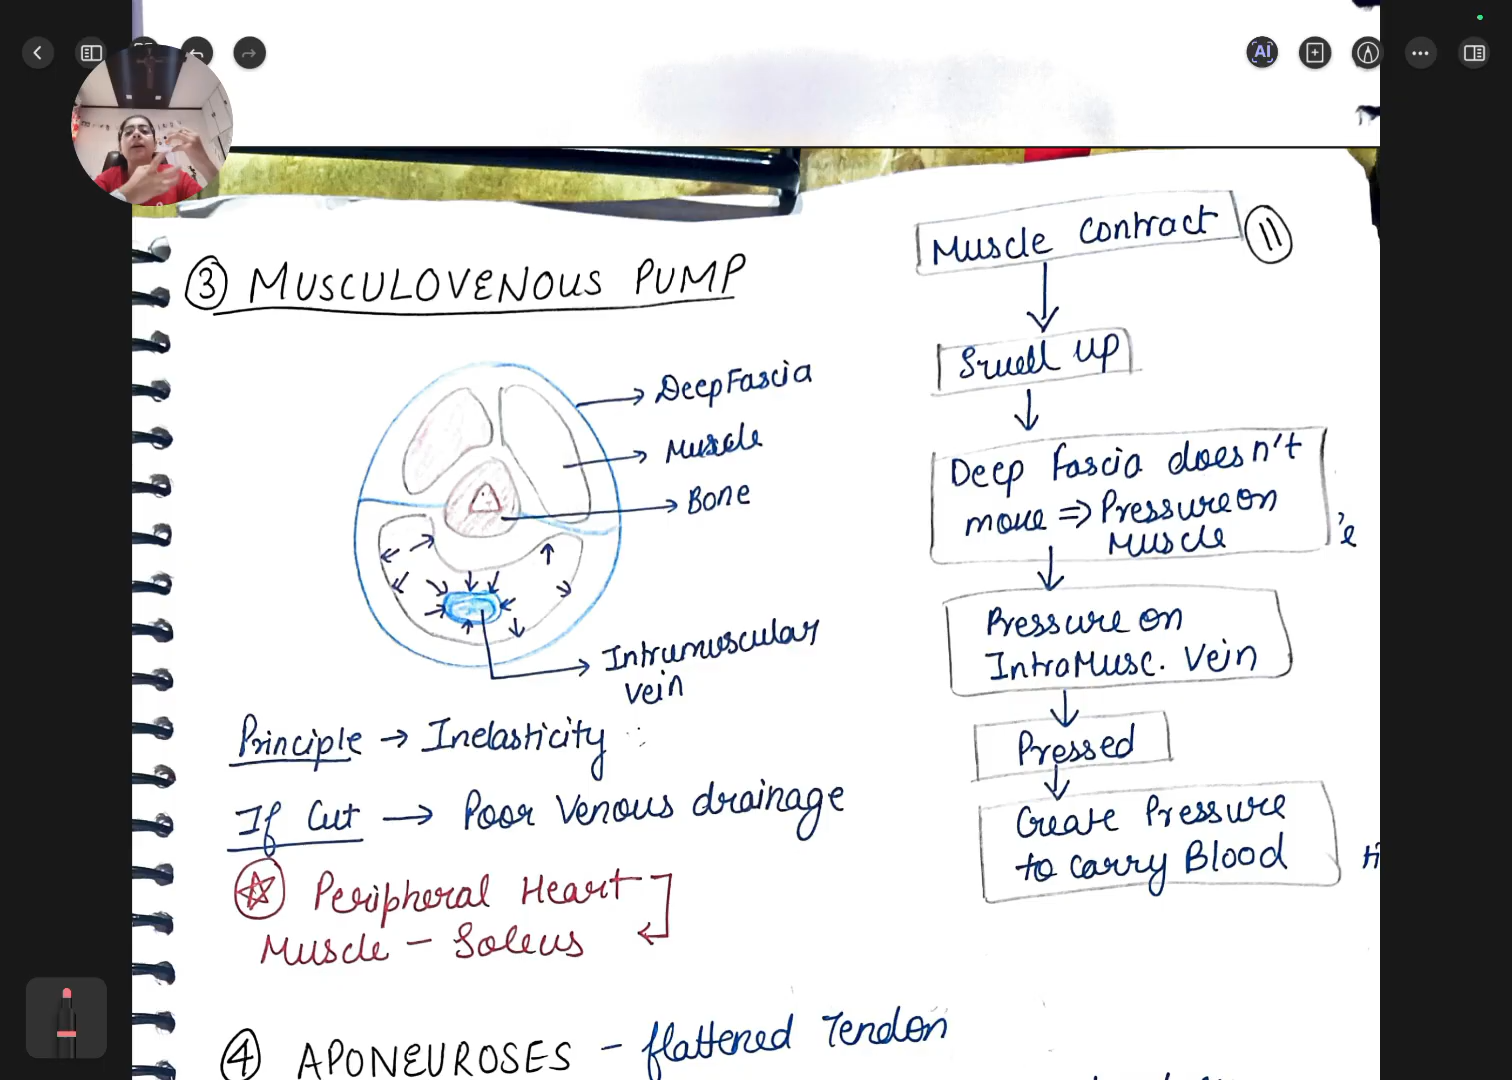 AI
③ MUSCULOVENOUS PUMP
Deep Fascia
Muscle
Bone
Intramuscular
vein
Principle → Inelasticity
If Cut → Poor Venous drainage
Peripheral Heart
Muscle - Soleus
④ APONEUROSES - flattened Tendon
Muscle Contract
11
Swell up
Deep fascia doesn't
move ⇒ Pressure on
Muscle
Pressure on
IntraMusc. Vein
Pressed
Create Pressure
to carry Blood